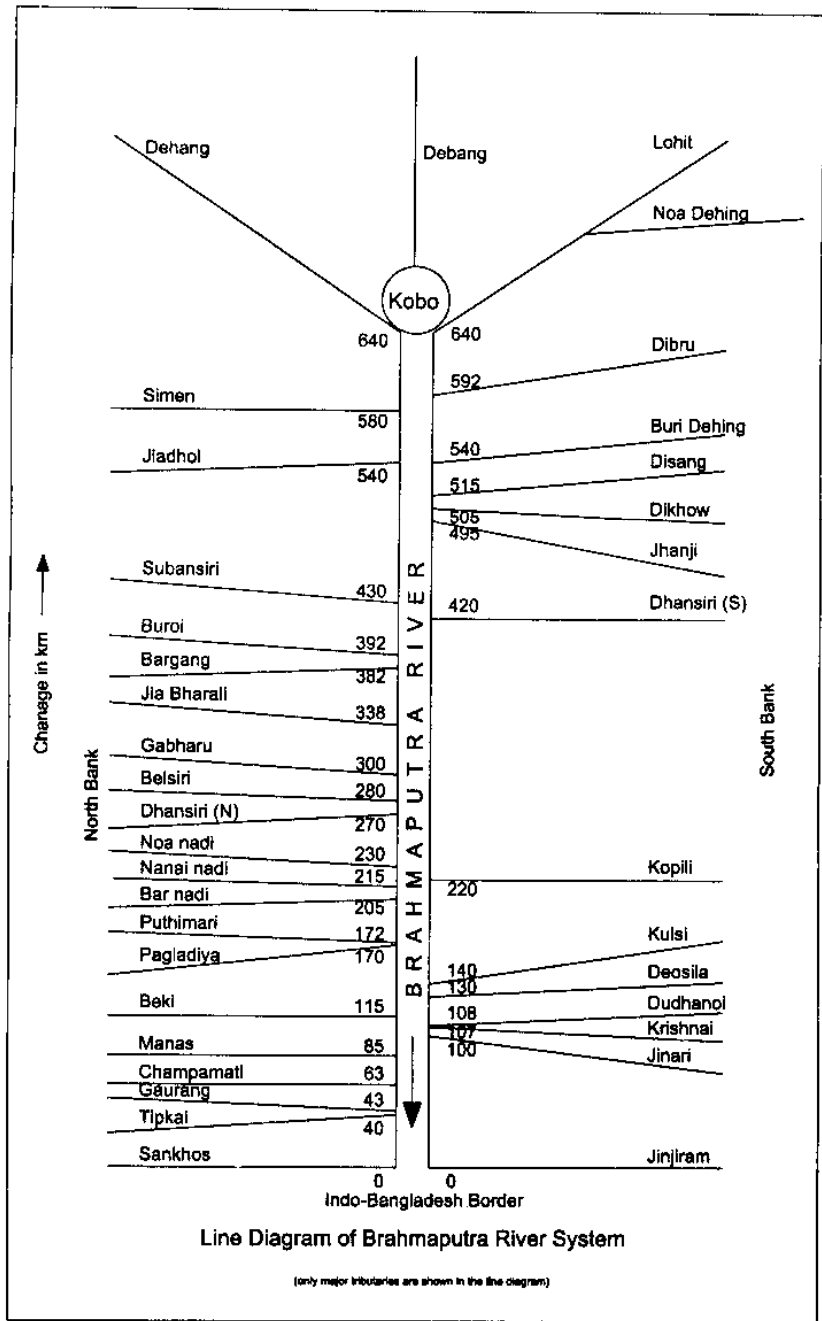 Dehang
Debang
Lohit
Noa Dehing
Kobo
640
640
Dibru
592
Simen
580
Buri Dehing
540
Jiadhol
540
Disang
515
Dikhow
505
495
Jhanji
Subansiri
430
Dhansiri (S)
420
Buroi
392
Bargang
382
Jia Bharali
338
Gabharu
300
Belsiri
280
Dhansiri (N)
270
Noa nadi
230
Nanai nadi
215
Kopili
220
Bar nadi
205
Puthimari
172
Pagladiya
170
Kulsi
140
Deosila
130
Beki
115
Dudhanoi
108
Krishnai
107
Jinari
100
Manas
85
Champamati
63
Gaurang
43
Tipkai
40
Sankhos
0
Jinjiram
0
Chanage in km
North Bank
BRAHMAPUTRA RIVER
South Bank
Indo-Bangladesh Border
Line Diagram of Brahmaputra River System
(only major tributaries are shown in the line diagram)